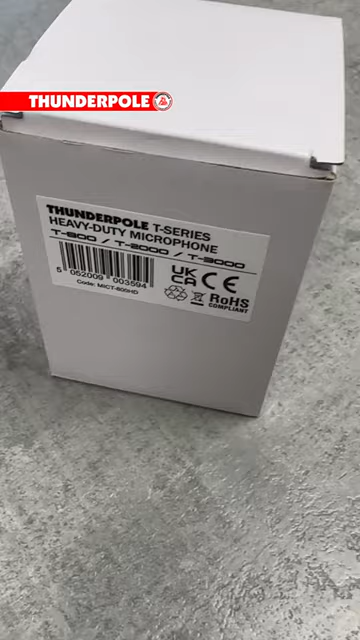 THUNDERPOLE
THUNDERPOLE T-SERIES
HEAVY-DUTY MICROPHONE
T-800 / T-2000 / T-3000
5 052009 003594
Code: MICT-800HD
UK
CA
CE
RoHS
COMPLIANT